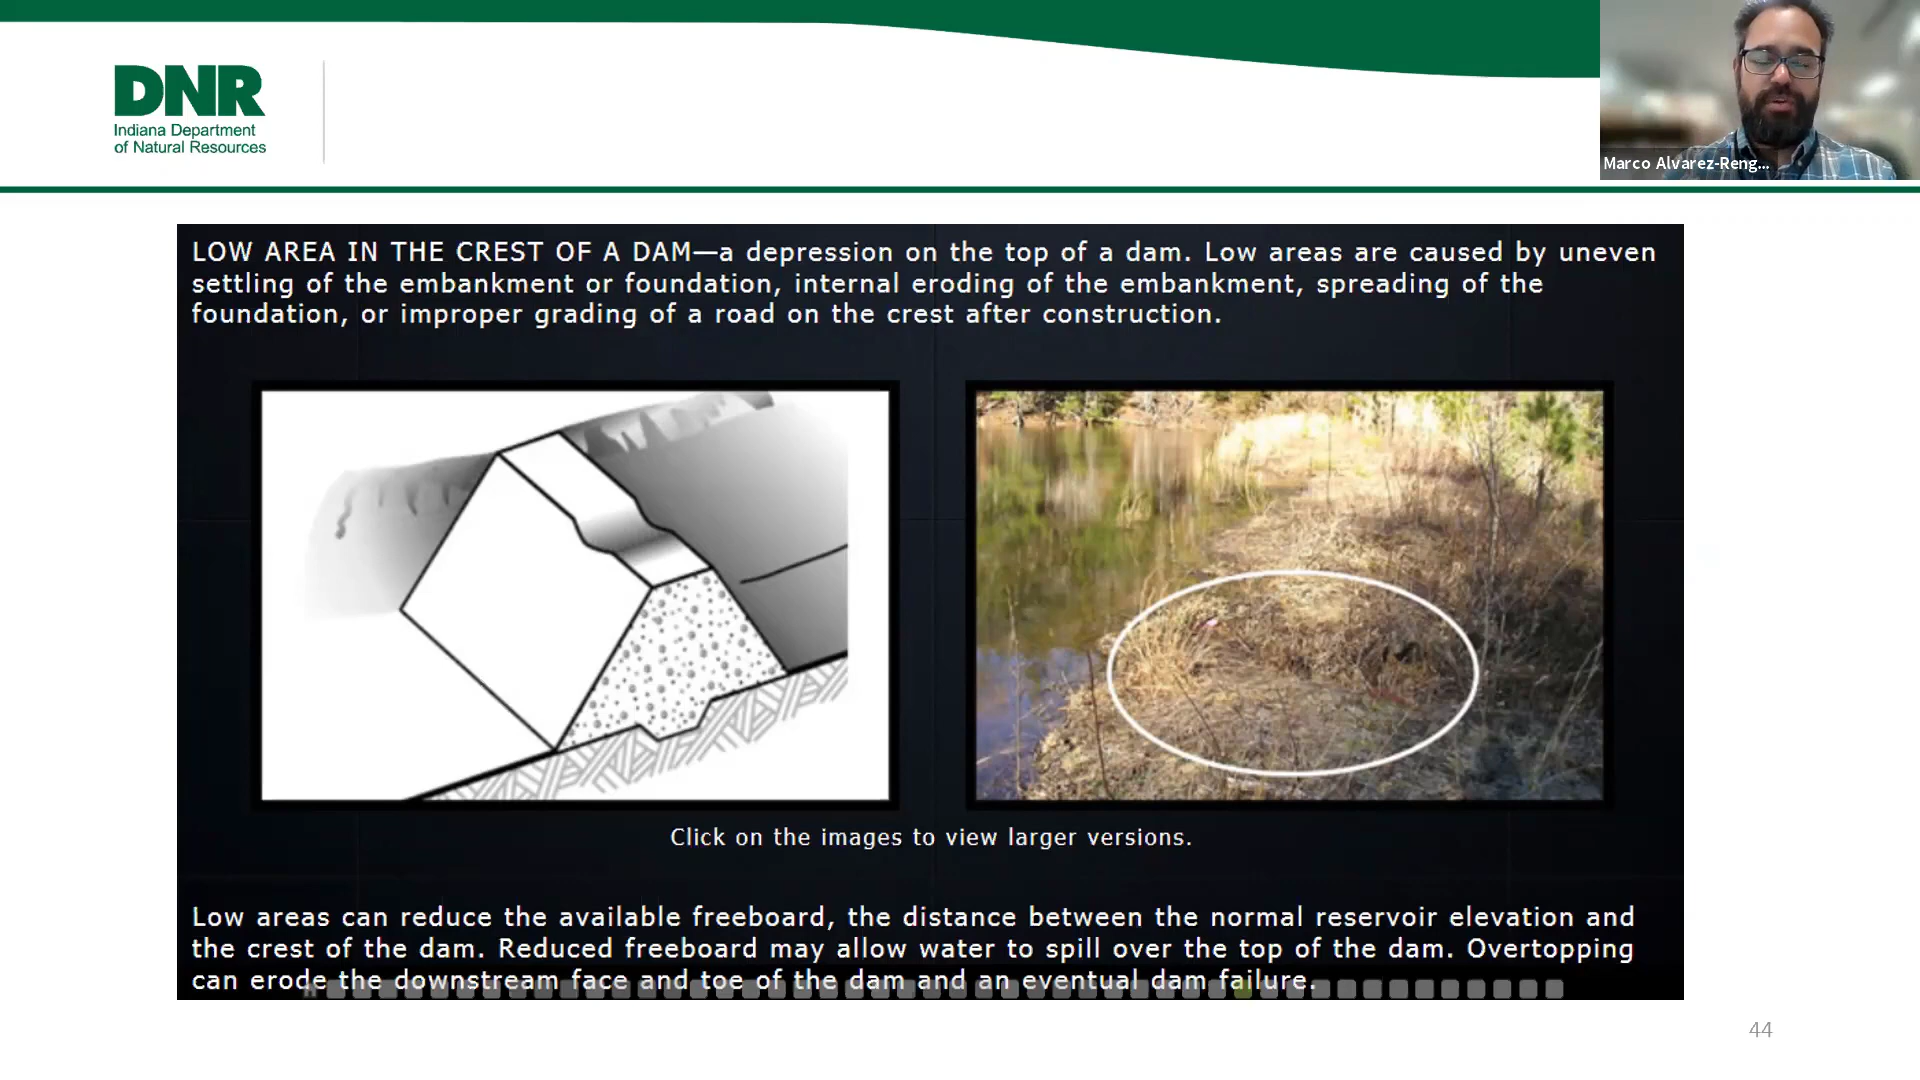 DNR
Indiana Department
of Natural Resources
Marco Alvarez-Reng...
LOW AREA IN THE CREST OF A DAM—a depression on the top of a dam. Low areas are caused by uneven
settling of the embankment or foundation, internal eroding of the embankment, spreading of the
foundation, or improper grading of a road on the crest after construction.
Click on the images to view larger versions.
Low areas can reduce the available freeboard, the distance between the normal reservoir elevation and
the crest of the dam. Reduced freeboard may allow water to spill over the top of the dam. Overtopping
can erode the downstream face and toe of the dam and an eventual dam failure.
44